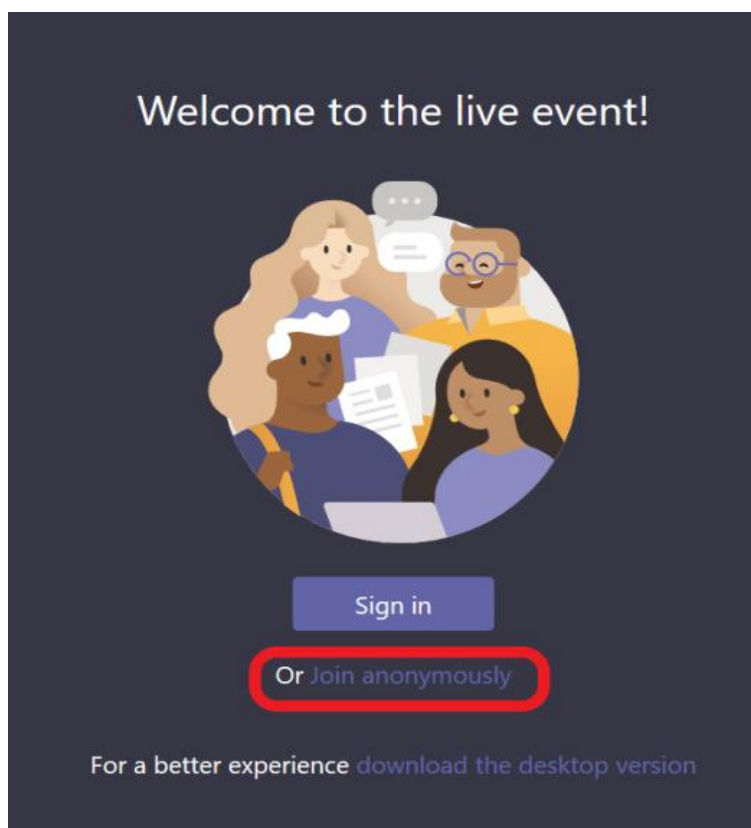 Welcome to the live event!
Sign in
Or Join anonymously
For a better experience download the desktop version